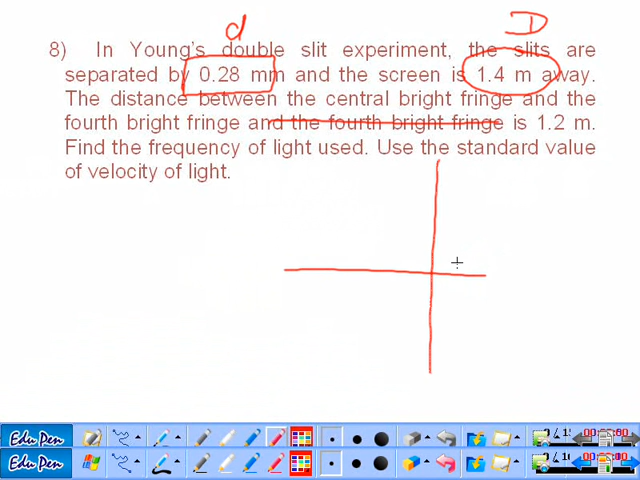 d
D
8) In Young's double slit experiment, the slits are
separated by 0.28 mm and the screen is 1.4 m away.
The distance between the central bright fringe and the
fourth bright fringe and the fourth bright fringe is 1.2 m.
Find the frequency of light used. Use the standard value
of velocity of light.
Edu Pen
Edu Pen